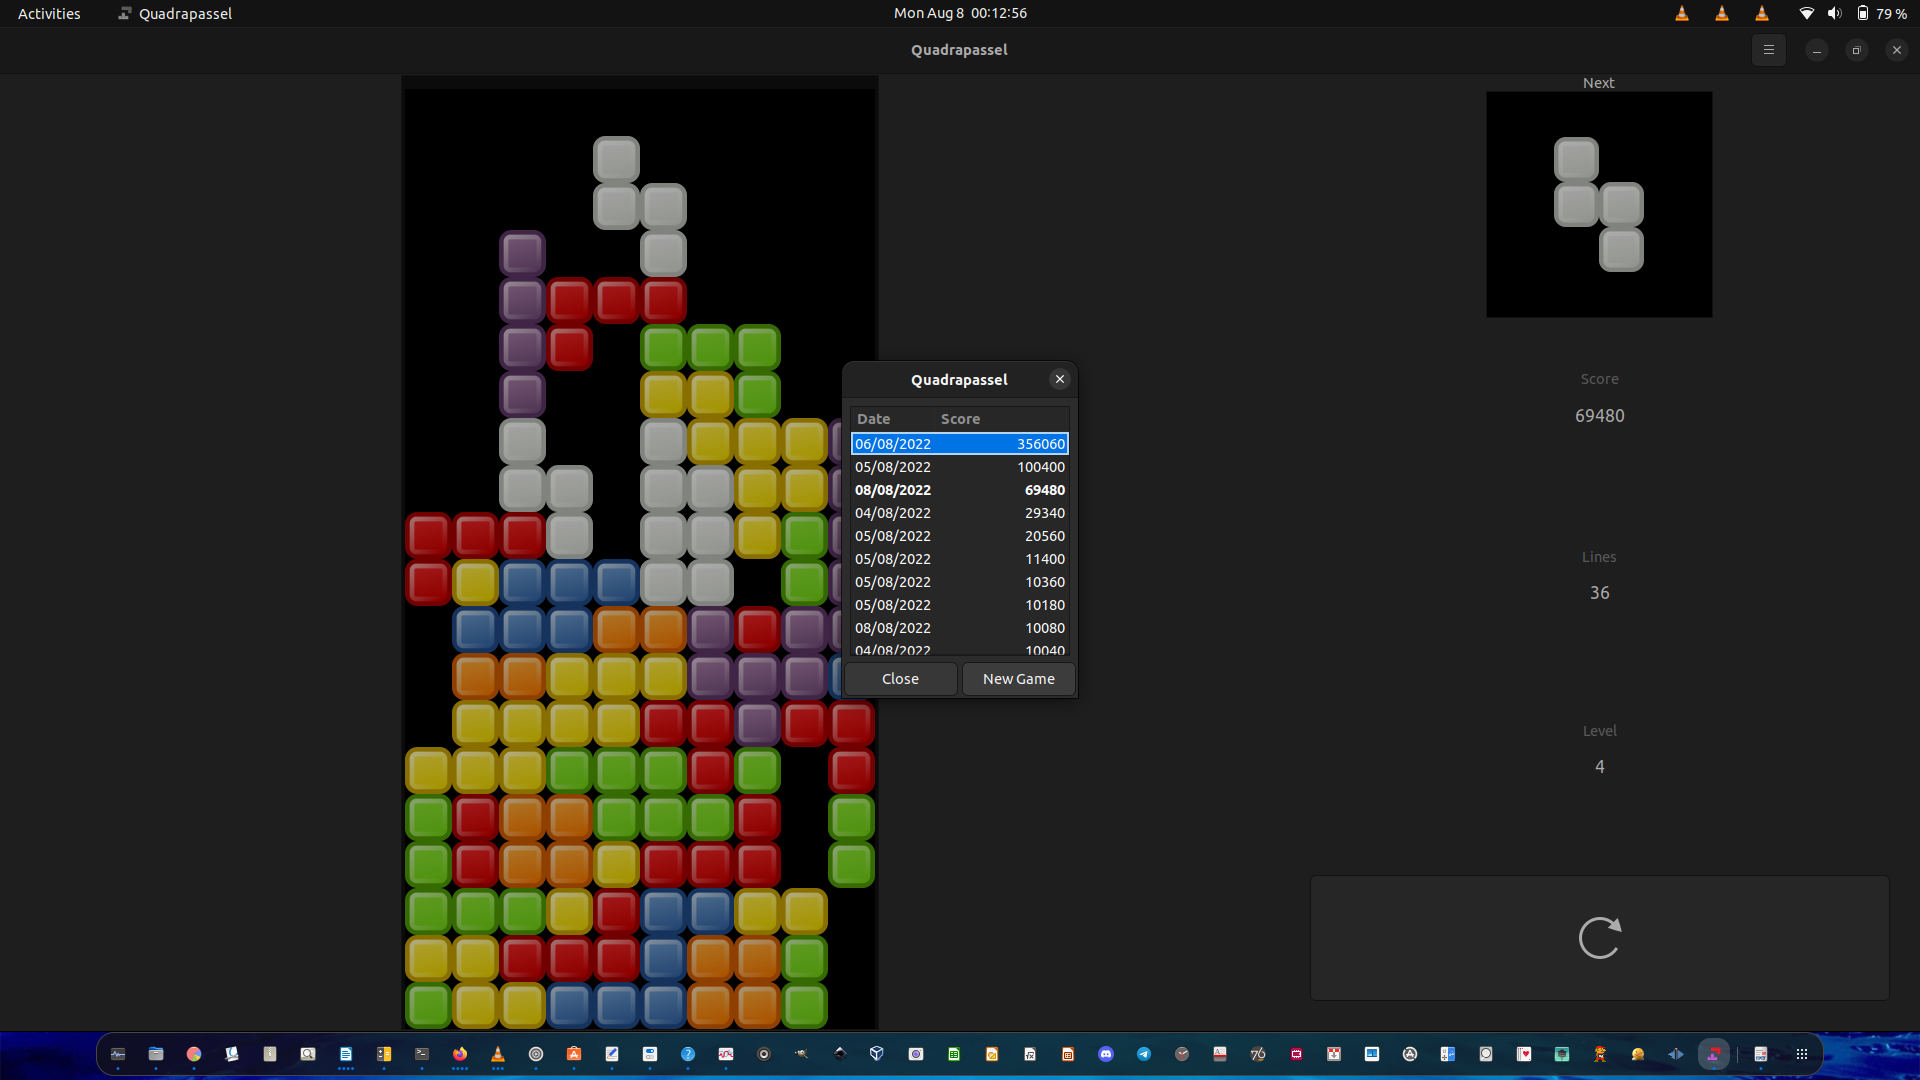 Activities
Quadrapassel
Mon Aug 8 00:12:56
79 %
Quadrapassel
Next
Score
69480
Lines
36
Level
4
Quadrapassel
Date Score
06/08/2022 356060
05/08/2022 100400
08/08/2022 69480
04/08/2022 29340
05/08/2022 20560
05/08/2022 11400
05/08/2022 10360
05/08/2022 10180
08/08/2022 10080
04/08/2022 10040
Close New Game
76